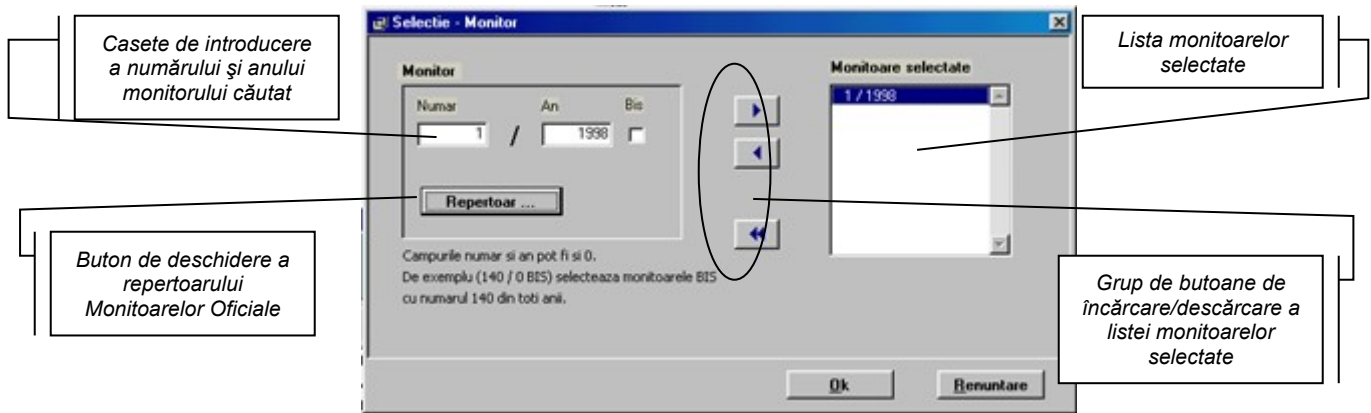 Casete de introducere
a numărului şi anului
monitorului căutat
Buton de deschidere a
repertoarului
Monitoarelor Oficiale
Selectie - Monitor
Monitor
Numar An Bis
1 / 1998
Repertoar ...
Campurile numar si an pot fi si 0.
De exemplu (140 / 0 BIS) selecteaza monitoarele BIS
cu numarul 140 din toti anii.
Monitoare selectate
1 / 1998
Ok Renuntare
Lista monitoarelor
selectate
Grup de butoane de
încărcare/descărcare a
listei monitoarelor
selectate